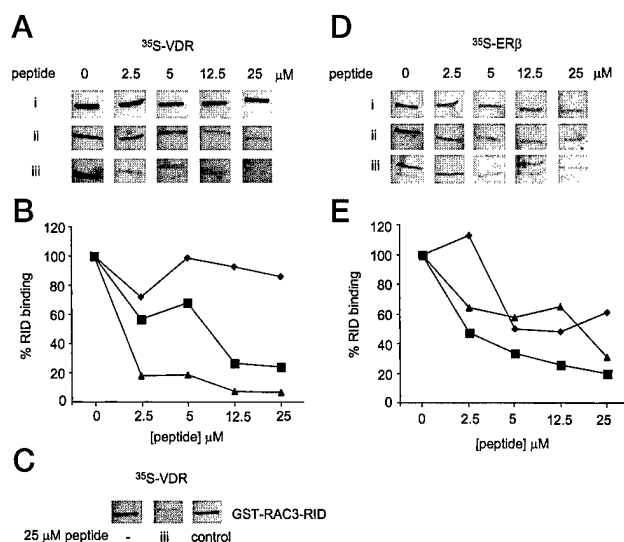 A
³⁵S-VDR
peptide 0 2.5 5 12.5 25 μM
i
ii
iii
B
120
100
80
60
40
20
0
% RID binding
0 2.5 5 12.5 25
[peptide] μM
C
³⁵S-VDR
GST-RAC3-RID
25 μM peptide - iii control
D
³⁵S-ERβ
peptide 0 2.5 5 12.5 25 μM
i
ii
iii
E
120
100
80
60
40
20
0
% RID binding
0 2.5 5 12.5 25
[peptide] μM